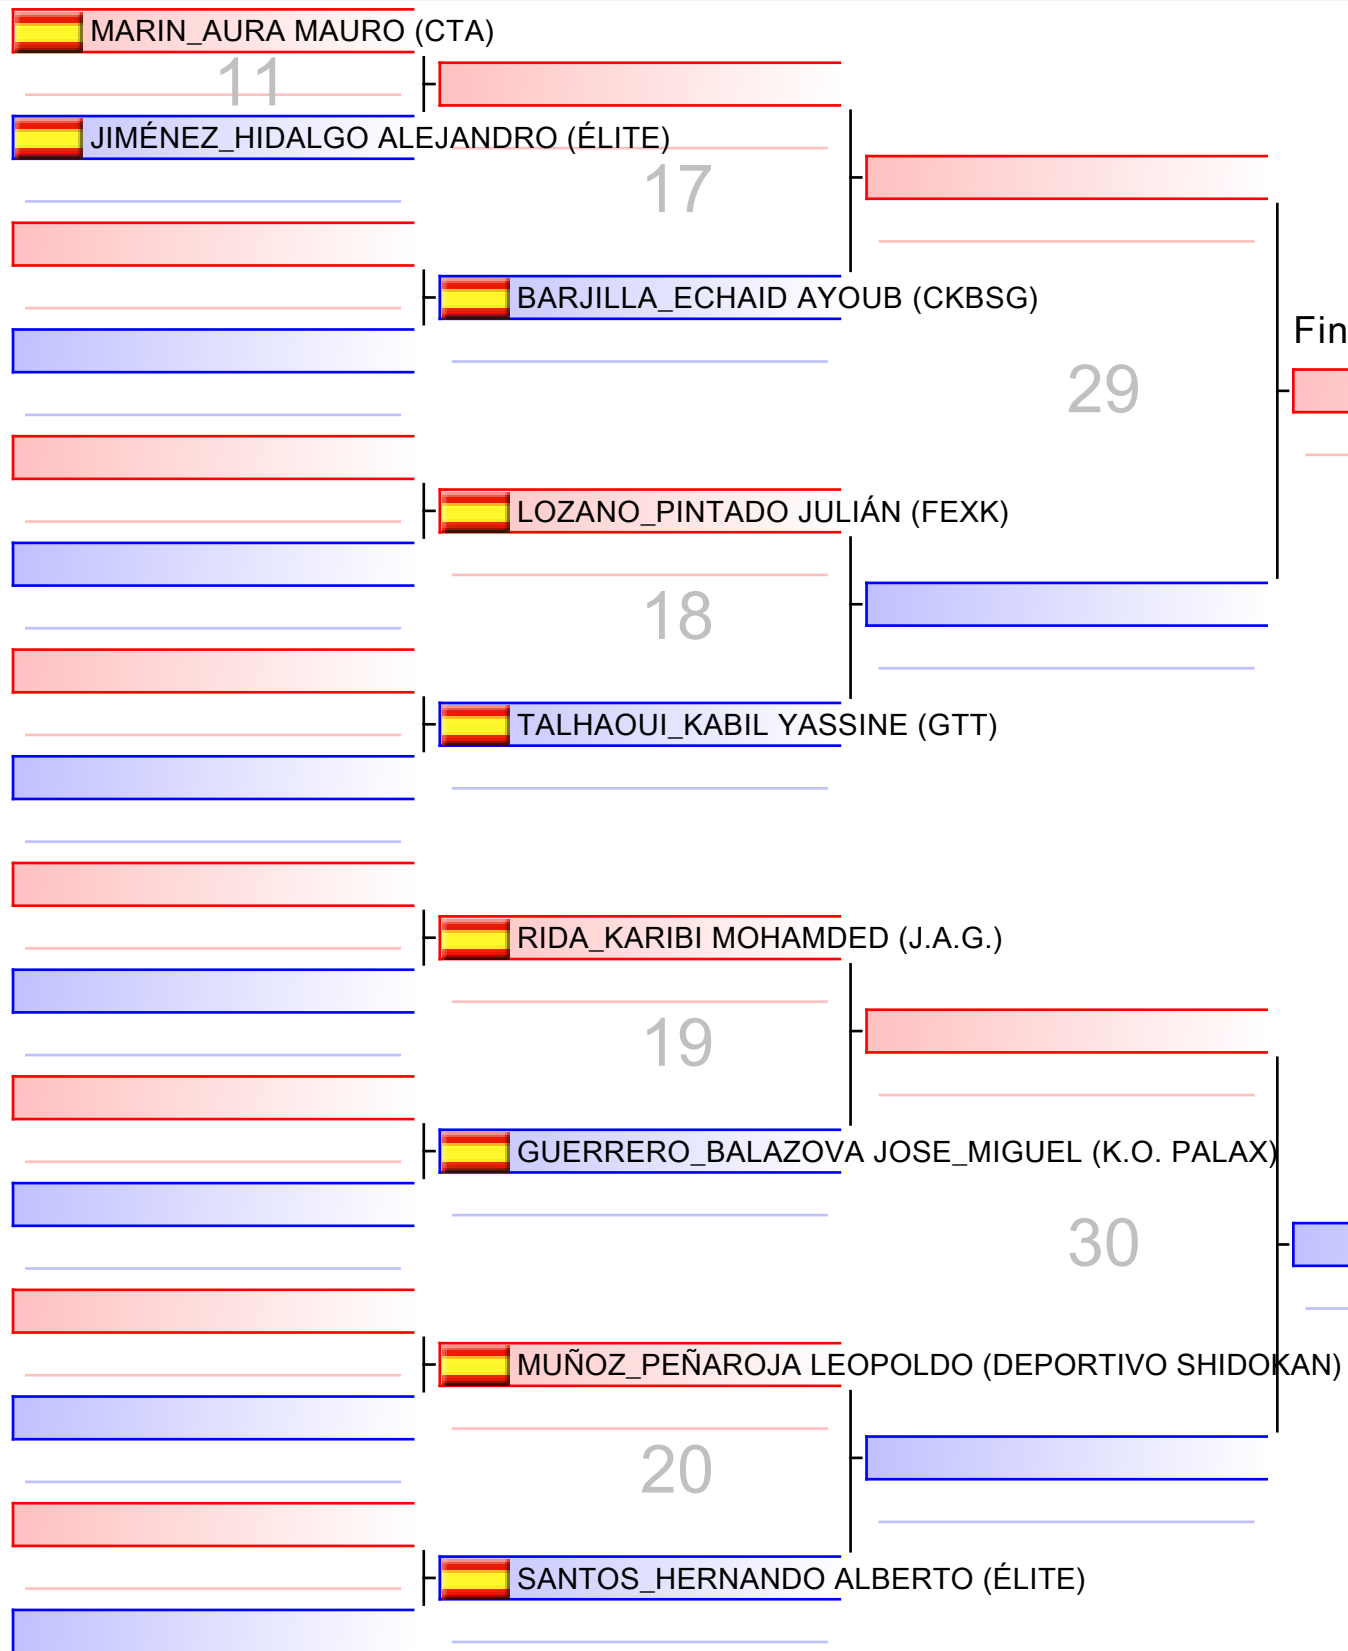 MARIN_AURA MAURO (CTA)
11
JIMÉNEZ_HIDALGO ALEJANDRO (ÉLITE)
17
BARJILLA_ECHAID AYOUB (CKBSG)
Fin
29
LOZANO_PINTADO JULIÁN (FEXK)
18
TALHAOUI_KABIL YASSINE (GTT)
RIDA_KARIBI MOHAMDED (J.A.G.)
19
GUERRERO_BALAZOVA JOSE_MIGUEL (K.O. PALAX)
30
MUÑOZ_PEÑAROJA LEOPOLDO (DEPORTIVO SHIDOKAN)
20
SANTOS_HERNANDO ALBERTO (ÉLITE)